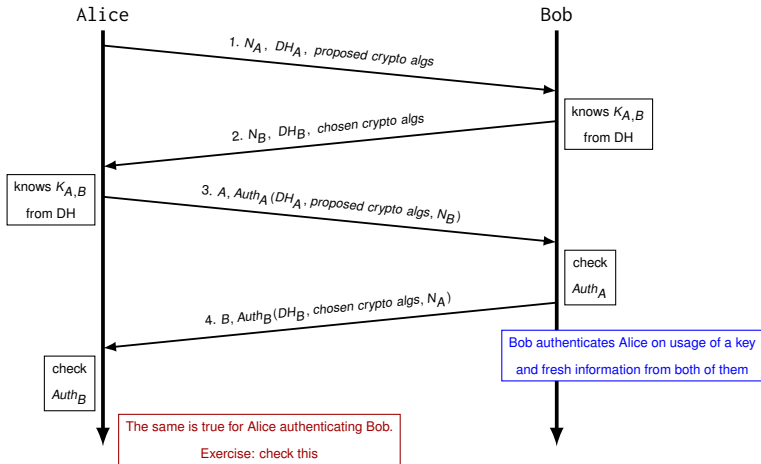 Alice
Bob
1. N_A, DH_A, proposed crypto algs
knows K_{A,B}
from DH
2. N_B, DH_B, chosen crypto algs
knows K_{A,B}
from DH
3. A, Auth_A(DH_A, proposed crypto algs, N_B)
check
Auth_A
4. B, Auth_B(DH_B, chosen crypto algs, N_A)
Bob authenticates Alice on usage of a key
and fresh information from both of them
check
Auth_B
The same is true for Alice authenticating Bob.
Exercise: check this